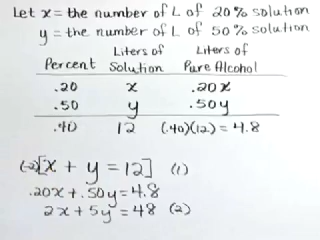 Let x = the number of L of 20% solution
y = the number of L of 50% solution
Percent Liters of Solution Liters of Pure Alcohol
.20 x .20x
.50 y .50y
.40 12 (.40)(12) = 4.8
(-2)[x + y = 12] (1)
.20x + .50y = 4.8
2x + 5y = 48 (2)